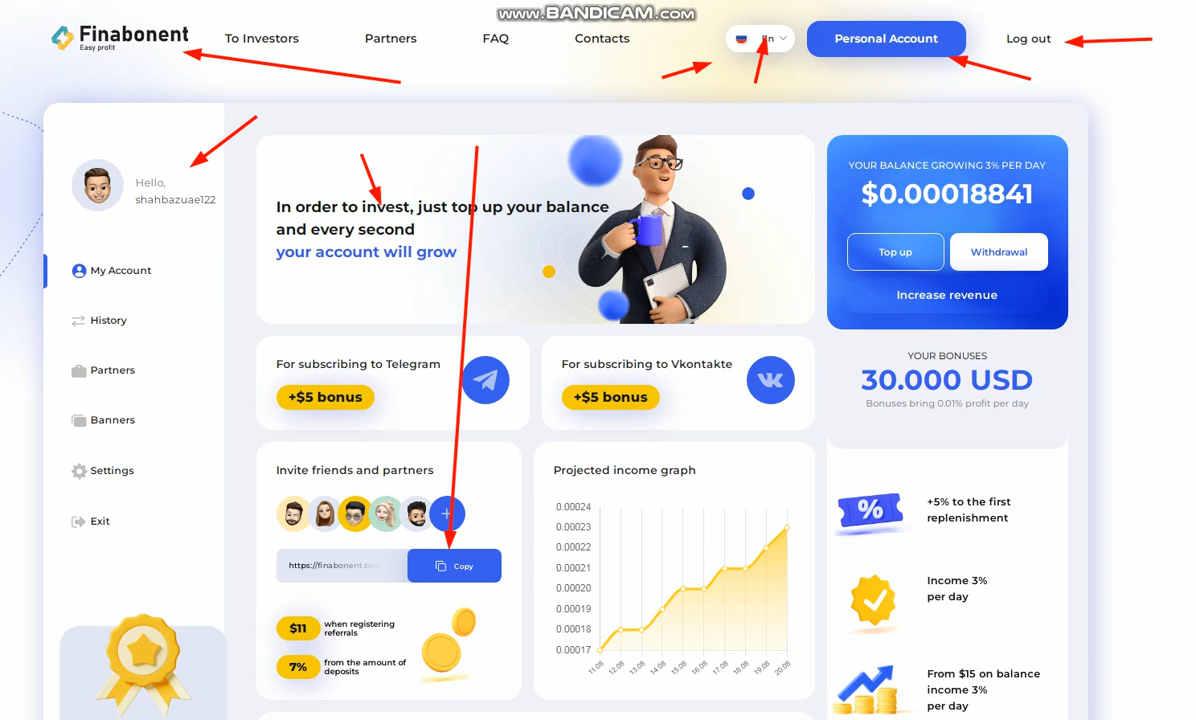 www.BANDICAM.com
Finabonent
Easy profit
To Investors
Partners
FAQ
Contacts
En
Personal Account
Log out
Hello,
shahbazuae122
My Account
History
Partners
Banners
Settings
Exit
In order to invest, just top up your balance
and every second
your account will grow
For subscribing to Telegram
+$5 bonus
For subscribing to Vkontakte
+$5 bonus
Invite friends and partners
+
https://finabonent.
Copy
$11
when registering
referrals
7%
from the amount of
deposits
Projected income graph
0.00024
0.00023
0.00022
0.00021
0.00020
0.00019
0.00018
0.00017
11.08
12.08
13.08
14.08
15.08
16.08
17.08
18.08
19.08
20.08
YOUR BALANCE GROWING 3% PER DAY
$0.00018841
Top up
Withdrawal
Increase revenue
YOUR BONUSES
30.000 USD
Bonuses bring 0.01% profit per day
%
+5% to the first
replenishment
Income 3%
per day
From $15 on balance
income 3%
per day